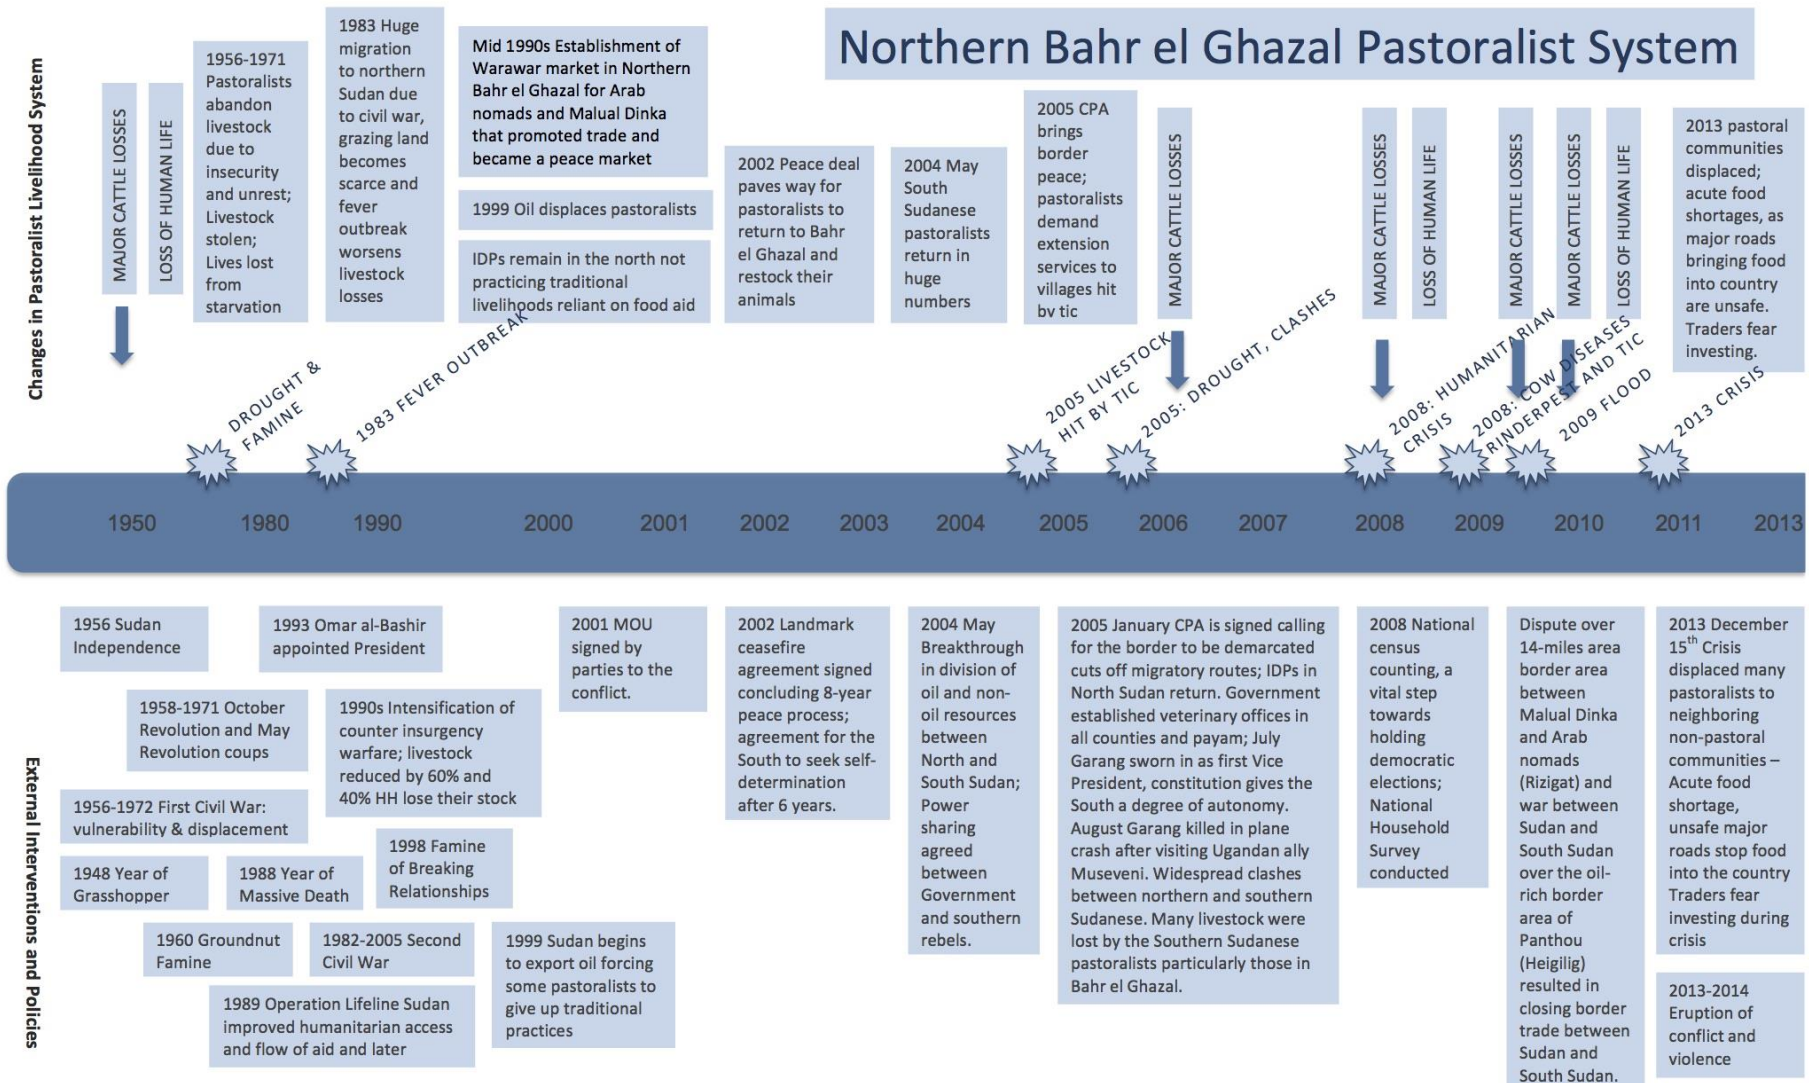 Northern Bahr el Ghazal Pastoralist System
Changes in Pastoralist Livelihood System
MAJOR CATTLE LOSSES
LOSS OF HUMAN LIFE
1956-1971
Pastoralists
abandon
livestock
due to
insecurity
and unrest;
Livestock
stolen;
Lives lost
from
starvation
1983 Huge
migration
to northern
Sudan due
to civil war,
grazing land
becomes
scarce and
fever
outbreak
worsens
livestock
losses
Mid 1990s Establishment of
Warawar market in Northern
Bahr el Ghazal for Arab
nomads and Malual Dinka
that promoted trade and
became a peace market
1999 Oil displaces pastoralists
IDPs remain in the north not
practicing traditional
livelihoods reliant on food aid
2002 Peace deal
paves way for
pastoralists to
return to Bahr
el Ghazal and
restock their
animals
2004 May
South
Sudanese
pastoralists
return in
huge
numbers
2005 CPA
brings
border
peace;
pastoralists
demand
extension
services to
villages hit
by tic
MAJOR CATTLE LOSSES
MAJOR CATTLE LOSSES
LOSS OF HUMAN LIFE
MAJOR CATTLE LOSSES
MAJOR CATTLE LOSSES
LOSS OF HUMAN LIFE
2013 pastoral
communities
displaced;
acute food
shortages, as
major roads
bringing food
into country
are unsafe.
Traders fear
investing.
DROUGHT &
FAMINE
1983 FEVER OUTBREAK
2005 LIVESTOCK
HIT BY TIC
2005: DROUGHT, CLASHES
2008: HUMANITARIAN
CRISIS
2008: COW DISEASES
RINDERPEST AND TIC
2009 FLOOD
2013 CRISIS
1950 1980 1990 2000 2001 2002 2003 2004 2005 2006 2007 2008 2009 2010 2011 2013
External Interventions and Policies
1956 Sudan
Independence
1993 Omar al-Bashir
appointed President
1958-1971 October
Revolution and May
Revolution coups
1990s Intensification of
counter insurgency
warfare; livestock
reduced by 60% and
40% HH lose their stock
1956-1972 First Civil War:
vulnerability & displacement
1948 Year of
Grasshopper
1988 Year of
Massive Death
1998 Famine
of Breaking
Relationships
1960 Groundnut
Famine
1982-2005 Second
Civil War
1989 Operation Lifeline Sudan
improved humanitarian access
and flow of aid and later
1999 Sudan begins
to export oil forcing
some pastoralists to
give up traditional
practices
2001 MOU
signed by
parties to the
conflict.
2002 Landmark
ceasefire
agreement signed
concluding 8-year
peace process;
agreement for the
South to seek self-
determination
after 6 years.
2004 May
Breakthrough
in division of
oil and non-
oil resources
between
North and
South Sudan;
Power
sharing
agreed
between
Government
and southern
rebels.
2005 January CPA is signed calling
for the border to be demarcated
cuts off migratory routes; IDPs in
North Sudan return. Government
established veterinary offices in
all counties and payam; July
Garang sworn in as first Vice
President, constitution gives the
South a degree of autonomy.
August Garang killed in plane
crash after visiting Ugandan ally
Museveni. Widespread clashes
between northern and southern
Sudanese. Many livestock were
lost by the Southern Sudanese
pastoralists particularly those in
Bahr el Ghazal.
2008 National
census
counting, a
vital step
towards
holding
democratic
elections;
National
Household
Survey
conducted
Dispute over
14-miles area
border area
between
Malual Dinka
and Arab
nomads
(Rizigat) and
war between
Sudan and
South Sudan
over the oil-
rich border
area of
Panthou
(Heigilig)
resulted in
closing border
trade between
Sudan and
South Sudan.
2013 December
15th Crisis
displaced many
pastoralists to
neighboring
non-pastoral
communities –
Acute food
shortage,
unsafe major
roads stop food
into the country
Traders fear
investing during
crisis
2013-2014
Eruption of
conflict and
violence